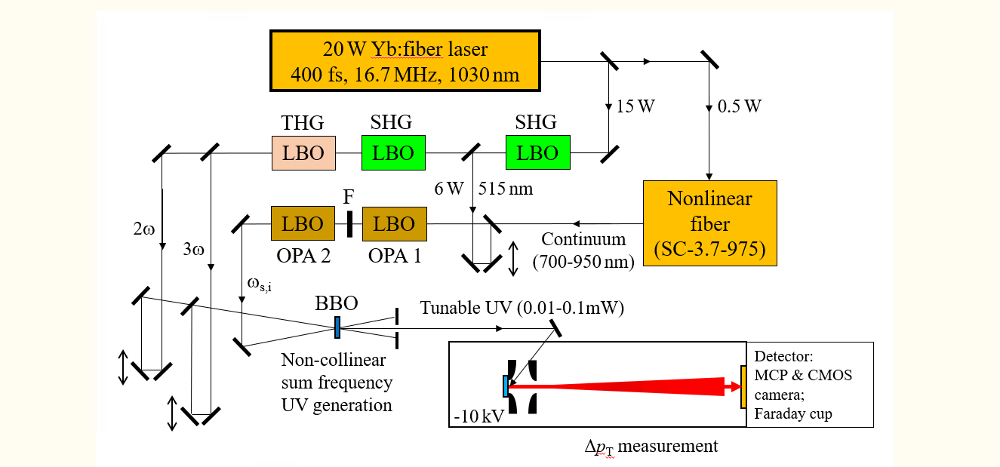 20 W Yb:fiber laser
400 fs, 16.7 MHz, 1030 nm
15 W
0.5 W
THG
SHG
SHG
LBO
LBO
LBO
6 W
515 nm
F
LBO
LBO
OPA 2
OPA 1
Nonlinear
fiber
(SC-3.7-975)
Continuum
(700-950 nm)
2ω
3ω
ωs,i
BBO
Tunable UV (0.01-0.1mW)
Non-collinear
sum frequency
UV generation
-10 kV
Detector:
MCP & CMOS
camera;
Faraday cup
ΔpT measurement